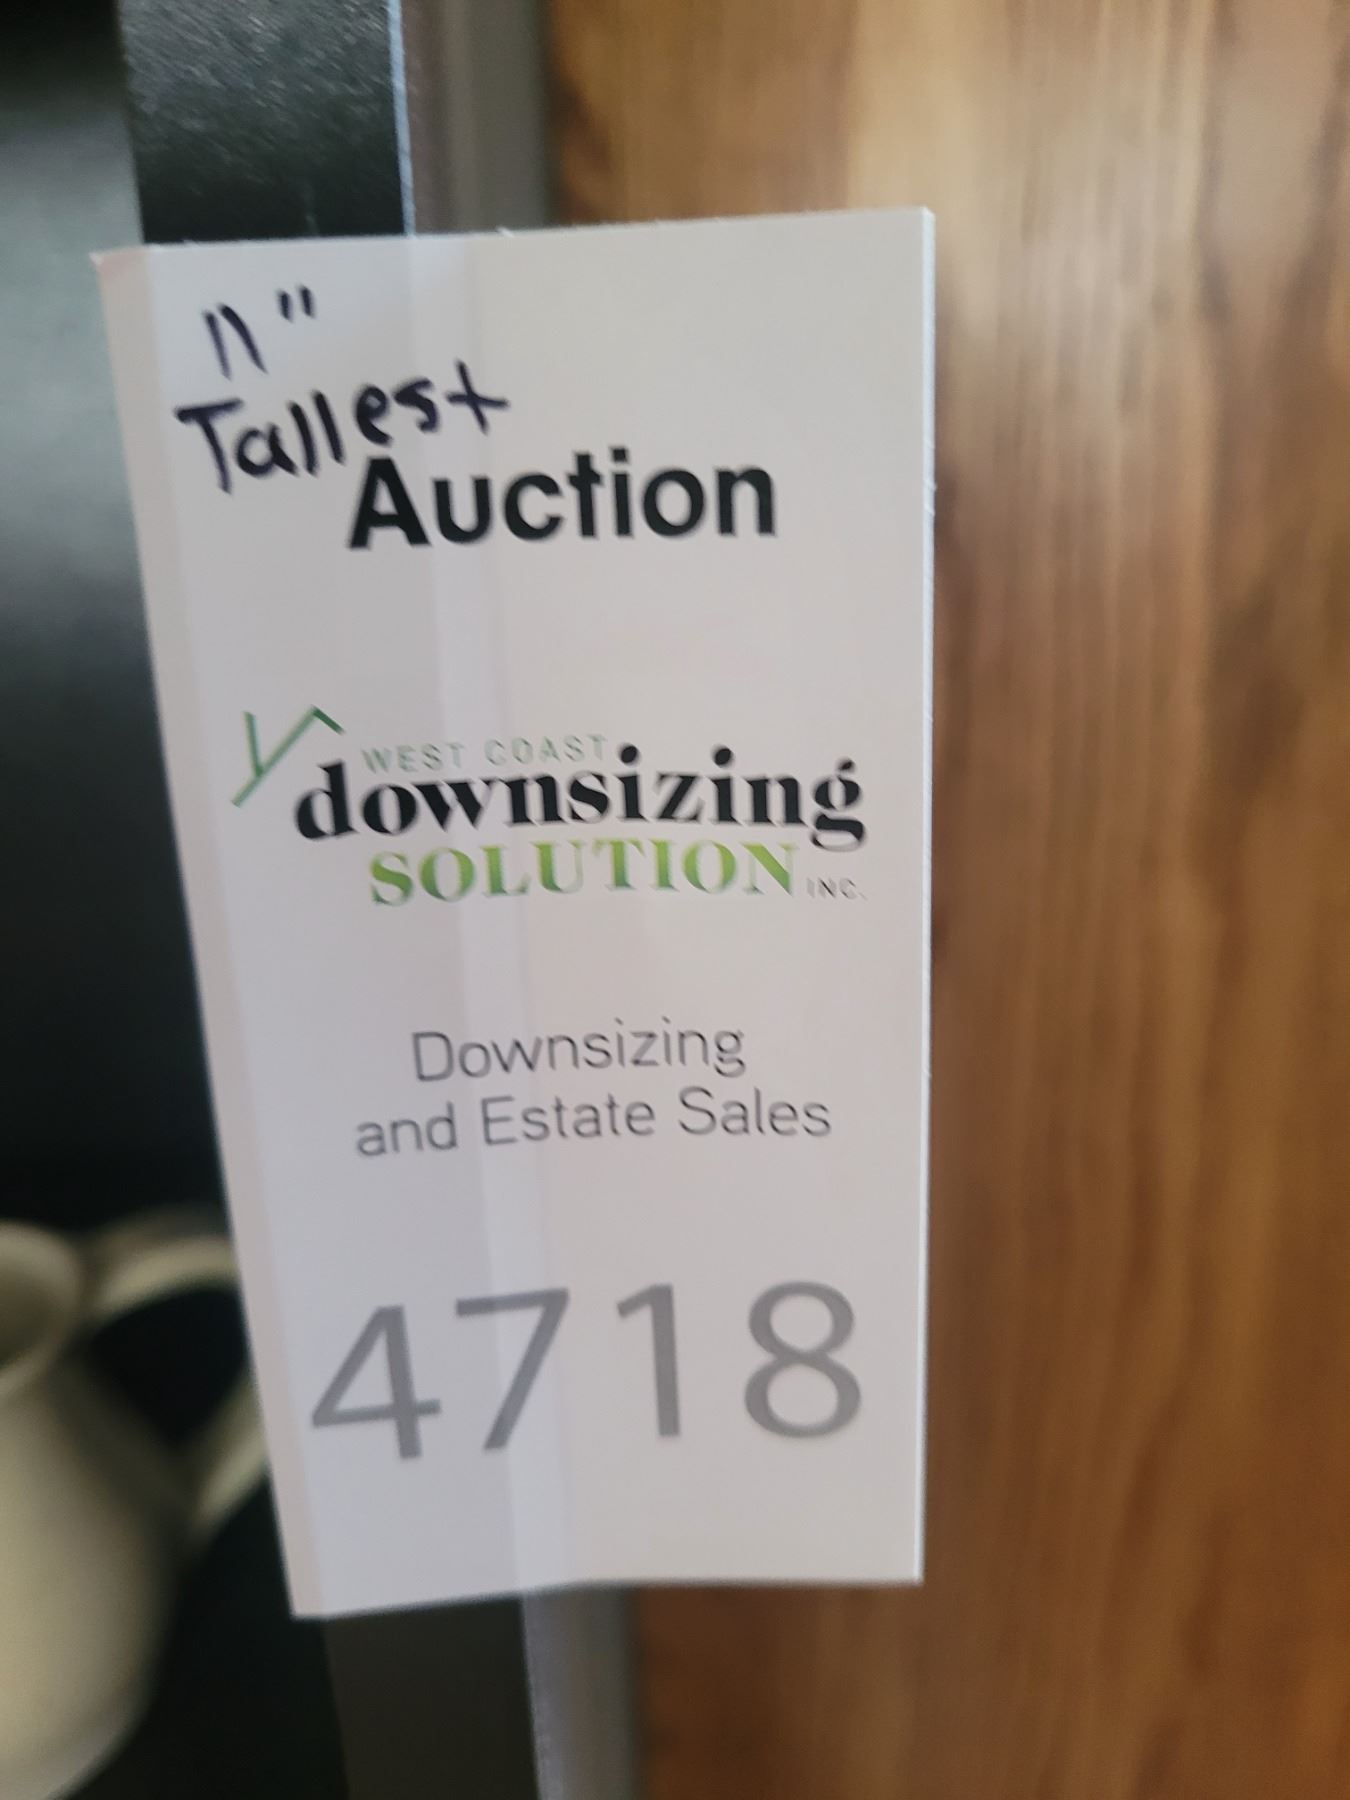 11"
Tallest
Auction
WEST COAST
downsizing
SOLUTION INC.
Downsizing
and Estate Sales
4718